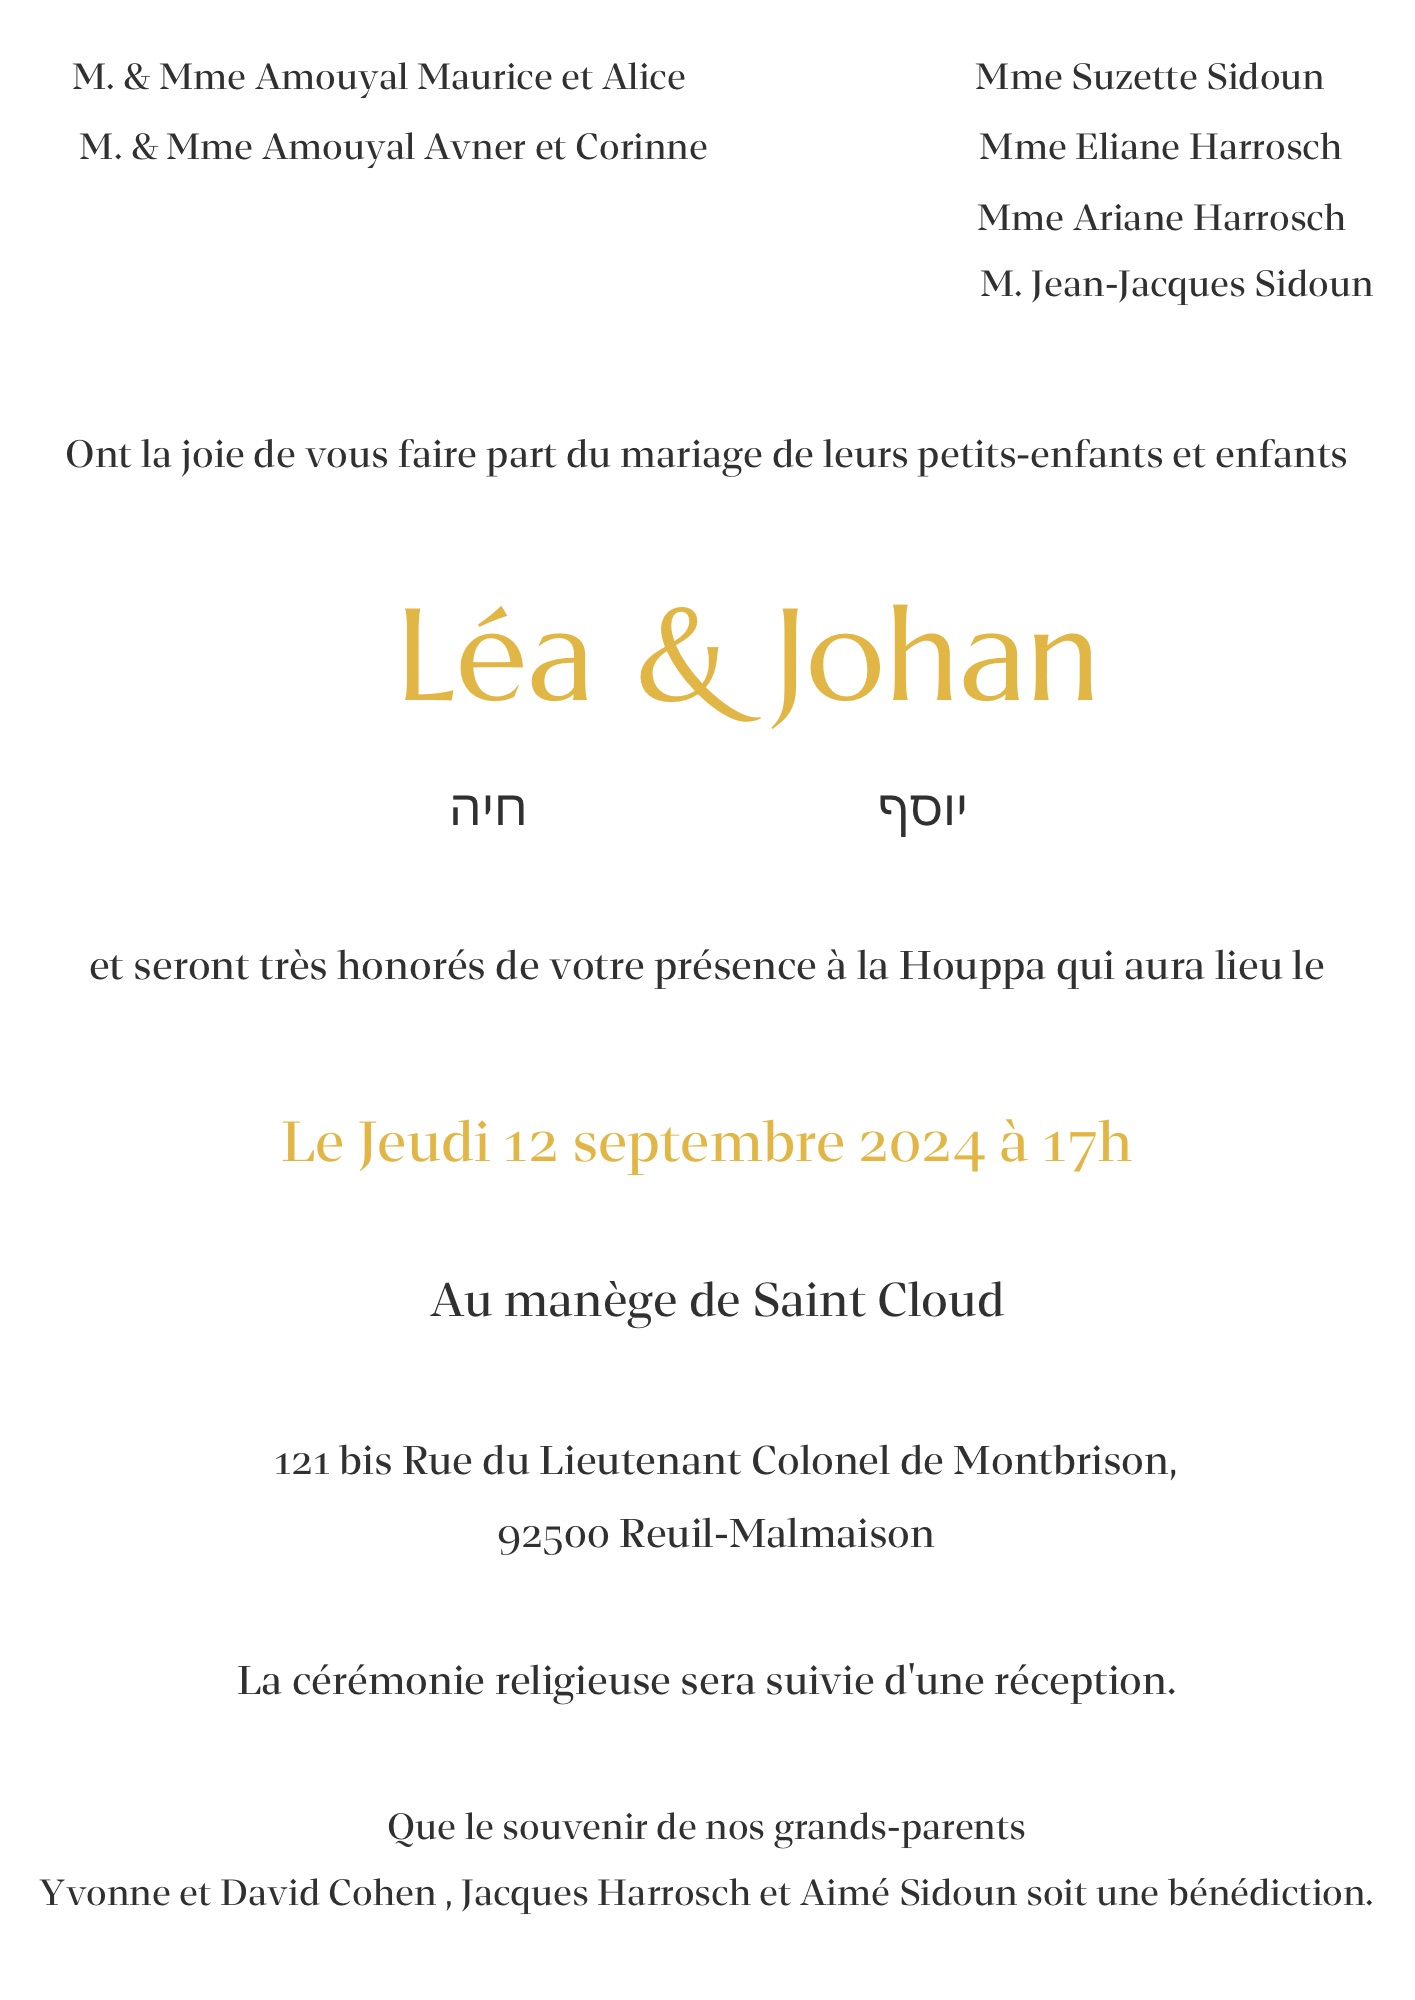 M. & Mme Amouyal Maurice et Alice
M. & Mme Amouyal Avner et Corinne
Mme Suzette Sidoun
Mme Eliane Harrosch
Mme Ariane Harrosch
M. Jean-Jacques Sidoun
Ont la joie de vous faire part du mariage de leurs petits-enfants et enfants
Léa & Johan
חיה
יוסף
et seront très honorés de votre présence à la Houppa qui aura lieu le
Le Jeudi 12 septembre 2024 à 17h
Au manège de Saint Cloud
121 bis Rue du Lieutenant Colonel de Montbrison,
92500 Reuil-Malmaison
La cérémonie religieuse sera suivie d'une réception.
Que le souvenir de nos grands-parents
Yvonne et David Cohen , Jacques Harrosch et Aimé Sidoun soit une bénédiction.